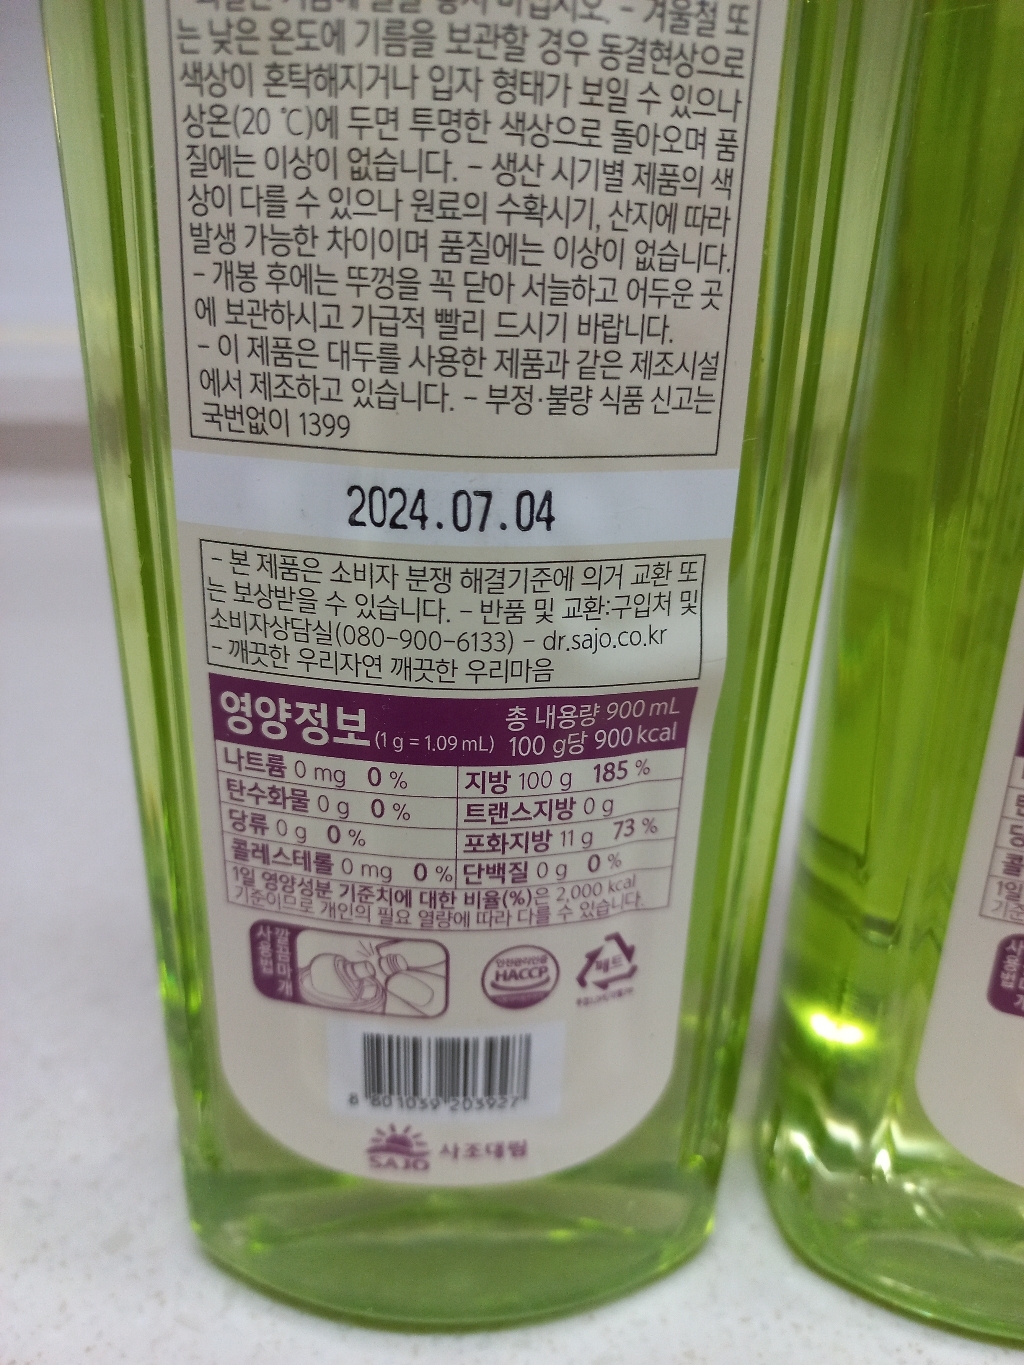 는 낮은 온도에 기름을 보관할 경우 동결현상으로
색상이 혼탁해지거나 입자 형태가 보일 수 있으나
상온(20 ℃)에 두면 투명한 색상으로 돌아오며 품
질에는 이상이 없습니다. - 생산 시기별 제품의 색
상이 다를 수 있으나 원료의 수확시기, 산지에 따라
발생 가능한 차이이며 품질에는 이상이 없습니다.
- 개봉 후에는 뚜껑을 꼭 닫아 서늘하고 어두운 곳
에 보관하시고 가급적 빨리 드시기 바랍니다.
- 이 제품은 대두를 사용한 제품과 같은 제조시설
에서 제조하고 있습니다. - 부정·불량 식품 신고는
국번없이 1399
2024.07.04
- 본 제품은 소비자 분쟁 해결기준에 의거 교환 또
는 보상받을 수 있습니다. - 반품 및 교환:구입처 및
소비자상담실(080-900-6133) - dr.sajo.co.kr
- 깨끗한 우리자연 깨끗한 우리마음
영양정보 (1 g = 1.09 mL) 총 내용량 900 mL
100 g당 900 kcal
나트륨 0 mg 0 % 지방 100 g 185 %
탄수화물 0 g 0 % 트랜스지방 0 g
당류 0 g 0 % 포화지방 11 g 73 %
콜레스테롤 0 mg 0 % 단백질 0 g 0 %
1일 영양성분 기준치에 대한 비율(%)은 2,000 kcal
기준이므로 개인의 필요 열량에 따라 다를 수 있습니다.
깔끔마개
사용법
안전관리인증
HACCP
페트
8 801039 203927
SAJO 사조대림